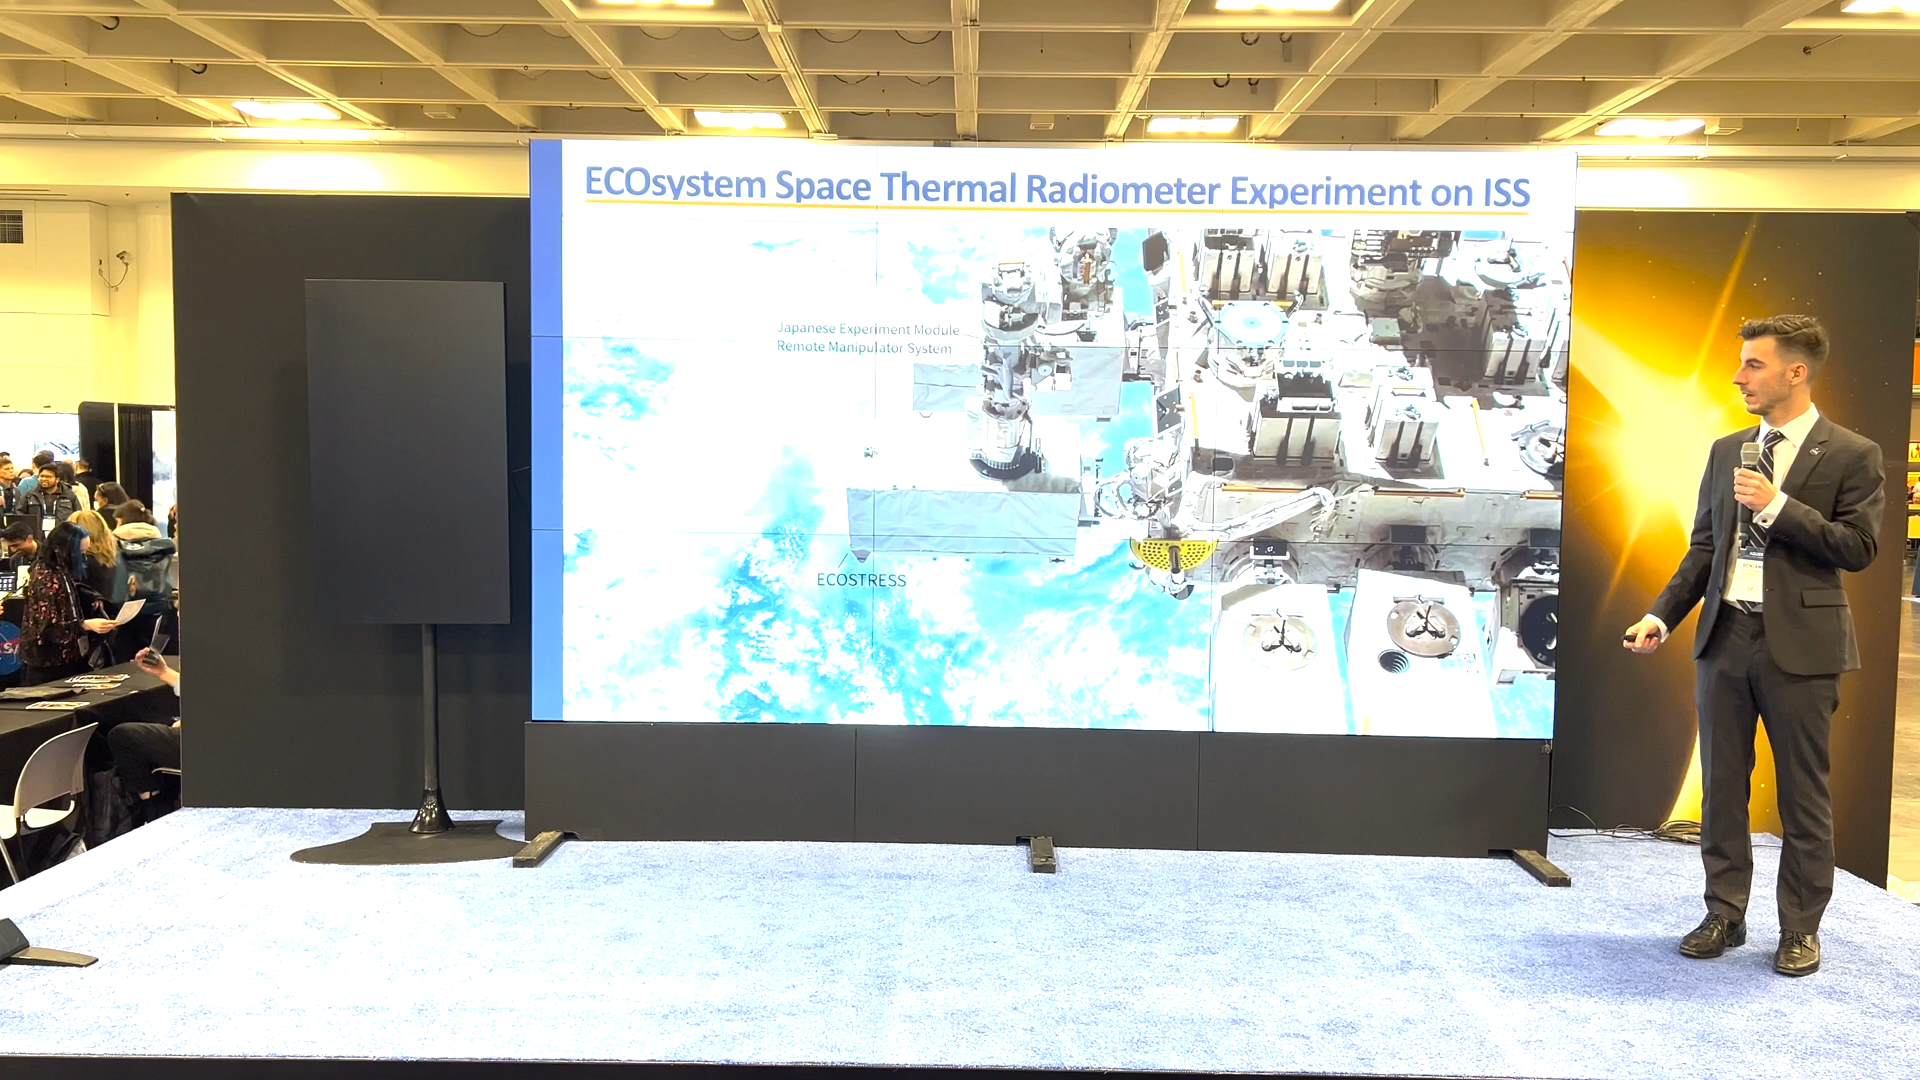 ECOsystem Space Thermal Radiometer Experiment on ISS
Japanese Experiment Module
Remote Manipulator System
ECOSTRESS